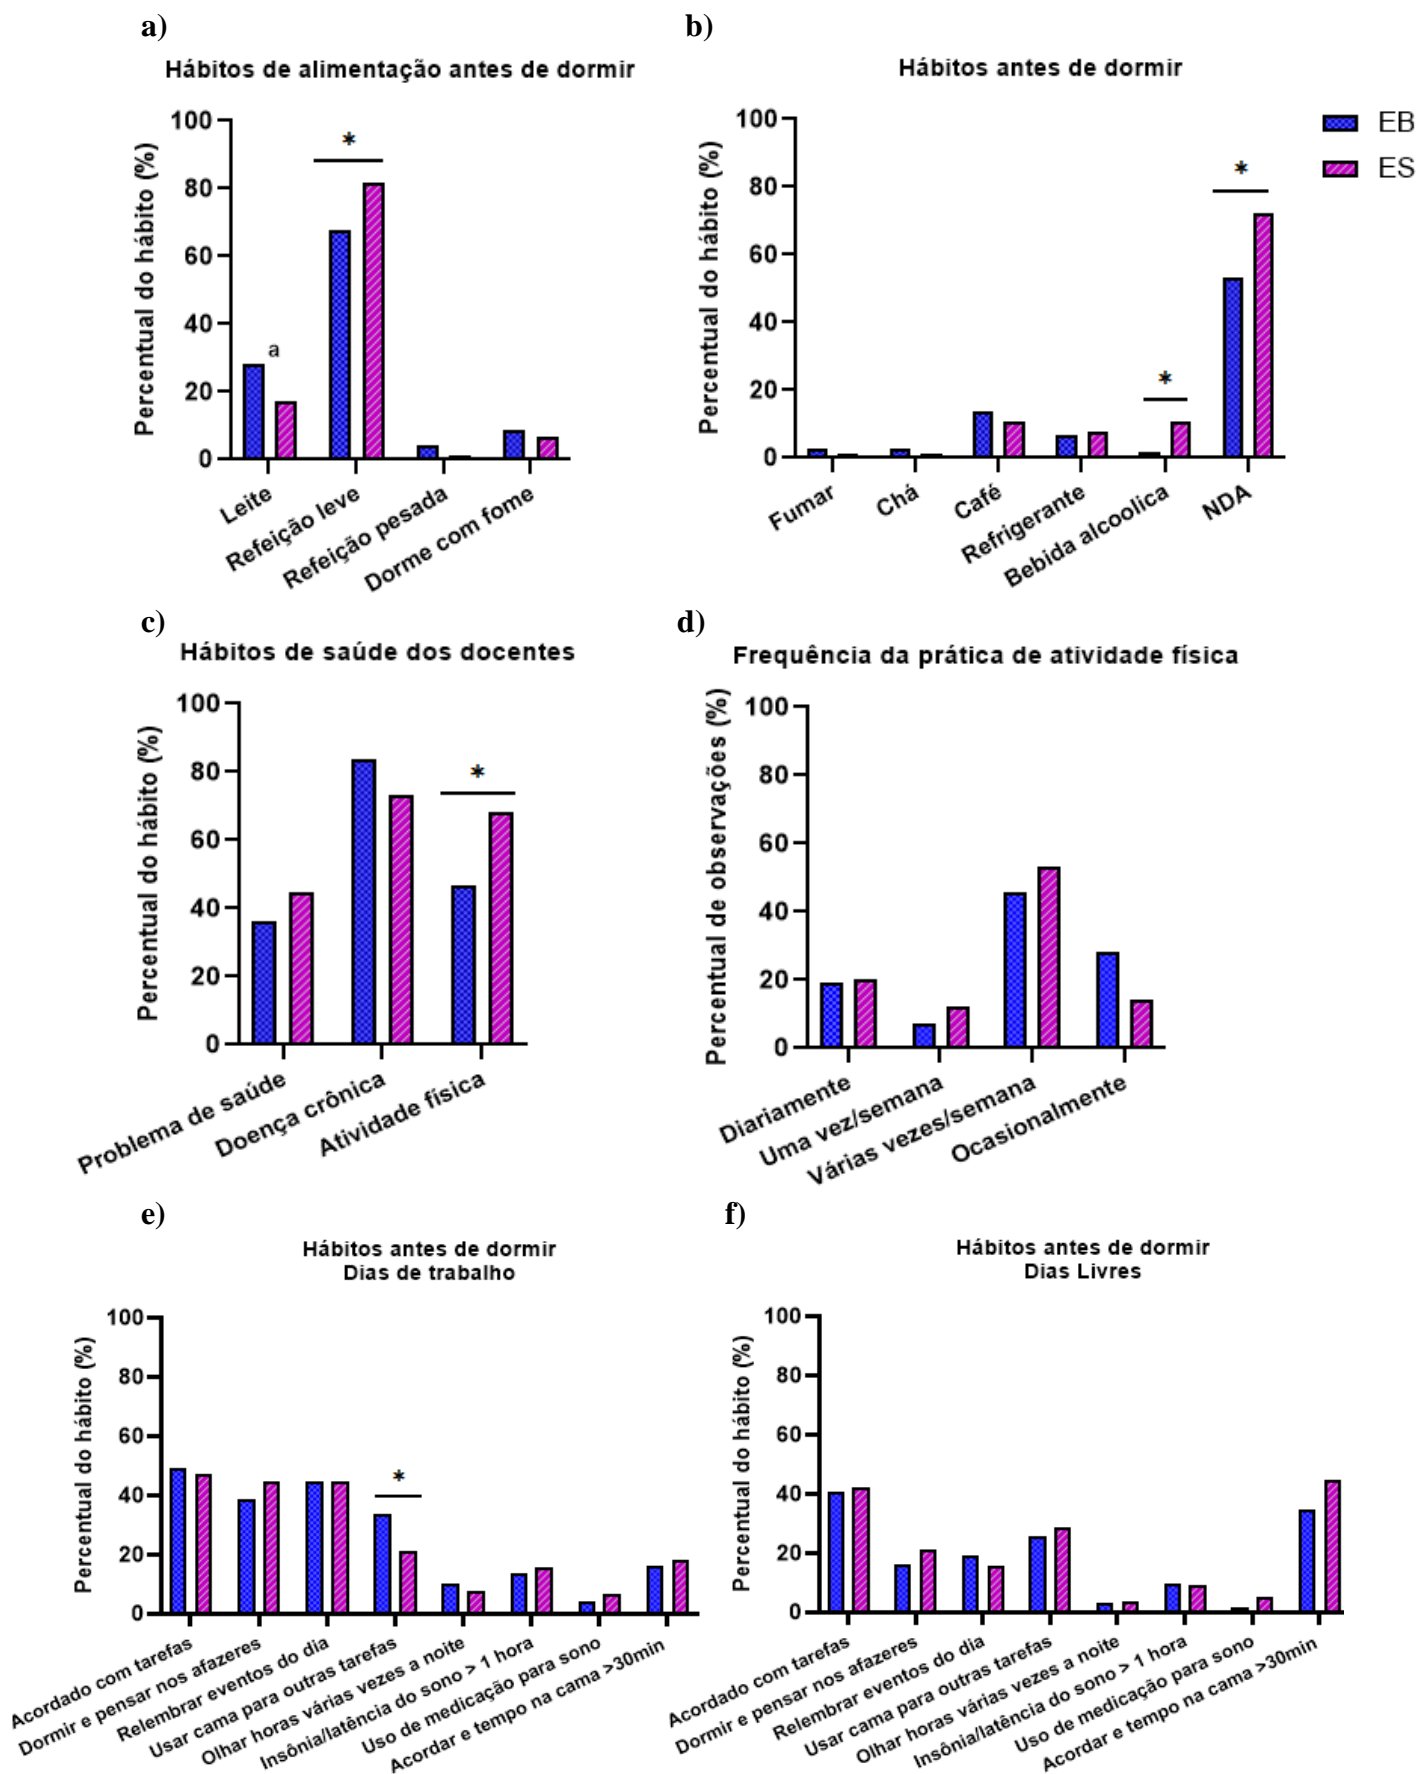 a)
Hábitos de alimentação antes de dormir
Percentual do hábito (%)
100
80
60
40
20
0
*
a
Leite
Refeição leve
Refeição pesada
Dorme com fome
b)
Hábitos antes de dormir
Percentual do hábito (%)
100
80
60
40
20
0
*
*
Fumar
Chá
Café
Refrigerante
Bebida alcoolica
NDA
EB
ES
c)
Hábitos de saúde dos docentes
Percentual do hábito (%)
100
80
60
40
20
0
*
Problema de saúde
Doença crônica
Atividade física
d)
Frequência da prática de atividade física
Percentual de observações (%)
100
80
60
40
20
0
Diariamente
Uma vez/semana
Várias vezes/semana
Ocasionalmente
e)
Hábitos antes de dormir
Dias de trabalho
Percentual do hábito (%)
100
80
60
40
20
0
*
Acordado com tarefas
Dormir e pensar nos afazeres
Relembrar eventos do dia
Usar cama para outras tarefas
Olhar horas várias vezes a noite
Insônia/latência do sono > 1 hora
Uso de medicação para sono
Acordar e tempo na cama >30min
f)
Hábitos antes de dormir
Dias Livres
Percentual do hábito (%)
100
80
60
40
20
0
Acordado com tarefas
Dormir e pensar nos afazeres
Relembrar eventos do dia
Usar cama para outras tarefas
Olhar horas várias vezes a noite
Insônia/latência do sono > 1 hora
Uso de medicação para sono
Acordar e tempo na cama >30min